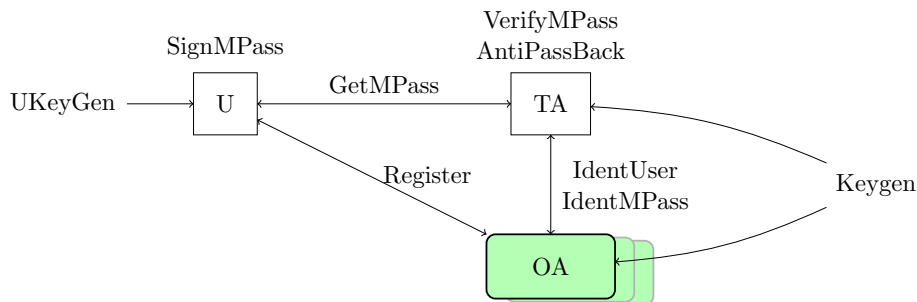 VerifyMPass
SignMPass
AntiPassBack
UKeyGen
U
GetMPass
TA
Register
IdentUser
IdentMPass
Keygen
OA